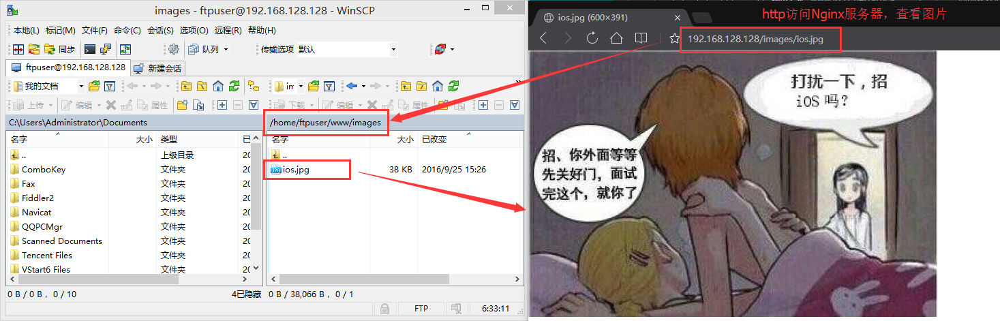 images - ftpuser@192.168.128.128 - WinSCP
本地(L) 标记(M) 文件(F) 命令(C) 会话(S) 选项(O) 远程(R) 帮助(H)
同步 队列 传输选项 默认
ftpuser@192.168.128.128 新建会话
我的文档 im
上传 编辑 属性 下载 编辑 属性
C:\Users\Administrator\Documents
/home/ftpuser/www/images
名字 大小 类型 已
.. 上级目录 20
ComboKey 文件夹 20
Fax 文件夹 20
Fiddler2 文件夹 20
Navicat 文件夹 20
QQPCMgr 文件夹 20
Scanned Documents 文件夹 20
Tencent Files 文件夹 20
VStart6 Files 文件夹 20
名字 大小 已改变
..
ios.jpg 38 KB 2016/9/25 15:26
0 B / 0 B， 0 / 10 4已隐藏
0 B / 38,066 B， 0 / 1
FTP 6:33:11
ios.jpg (600×391)
http访问Nginx服务器，查看图片
192.168.128.128/images/ios.jpg
打扰一下，招
iOS 吗?
招、你外面等等
先关好门，面试
完这个，就你了